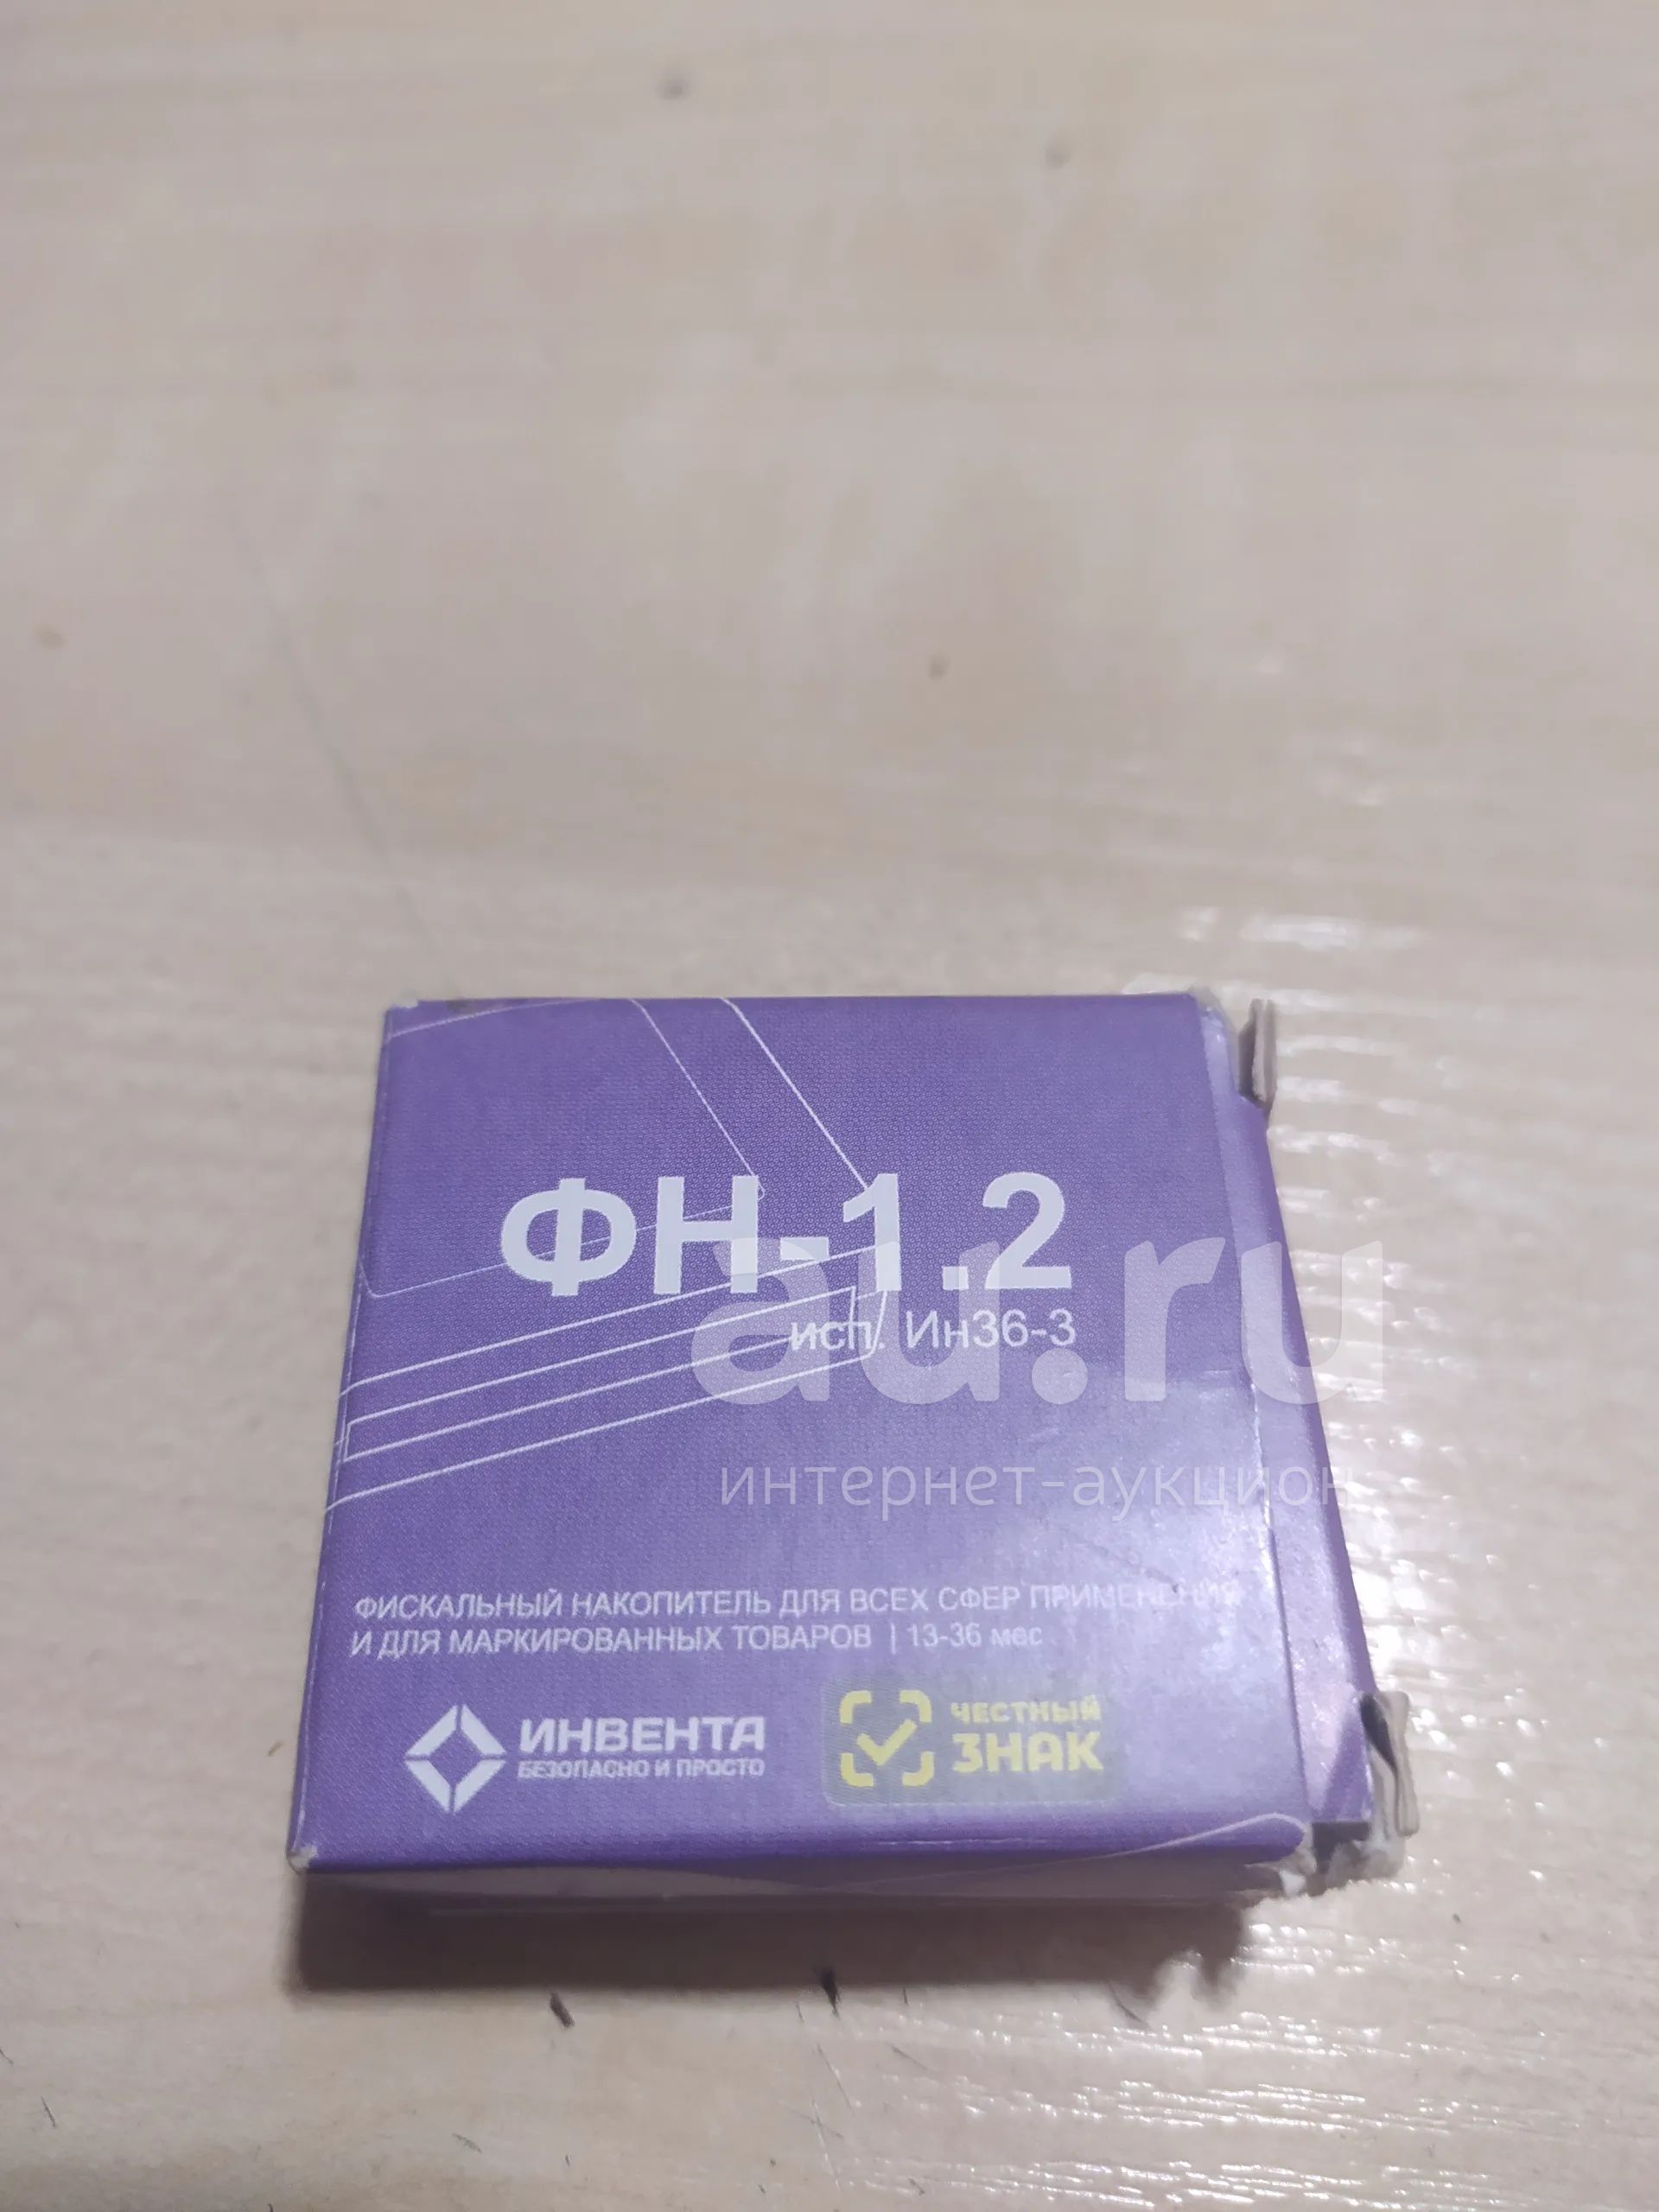 ФН-1.2
исп. Ин36-3
au.ru
интернет-аукцион
ФИСКАЛЬНЫЙ НАКОПИТЕЛЬ ДЛЯ ВСЕХ СФЕР ПРИМЕНЕНИЯ
И ДЛЯ МАРКИРОВАННЫХ ТОВАРОВ | 13-36 мес
ИНВЕНТА
БЕЗОПАСНО И ПРОСТО
ЧЕСТНЫЙ
ЗНАК